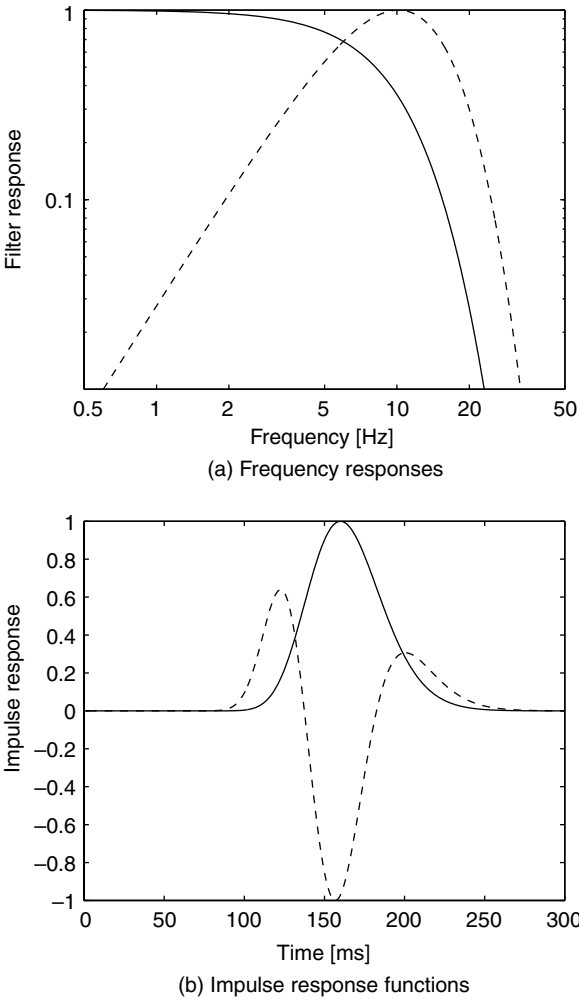 1
0.1
Filter response
0.5 1 2 5 10 20 50
Frequency [Hz]
(a) Frequency responses
1
0.8
0.6
0.4
0.2
0
−0.2
−0.4
−0.6
−0.8
−1
Impulse response
0 50 100 150 200 250 300
Time [ms]
(b) Impulse response functions